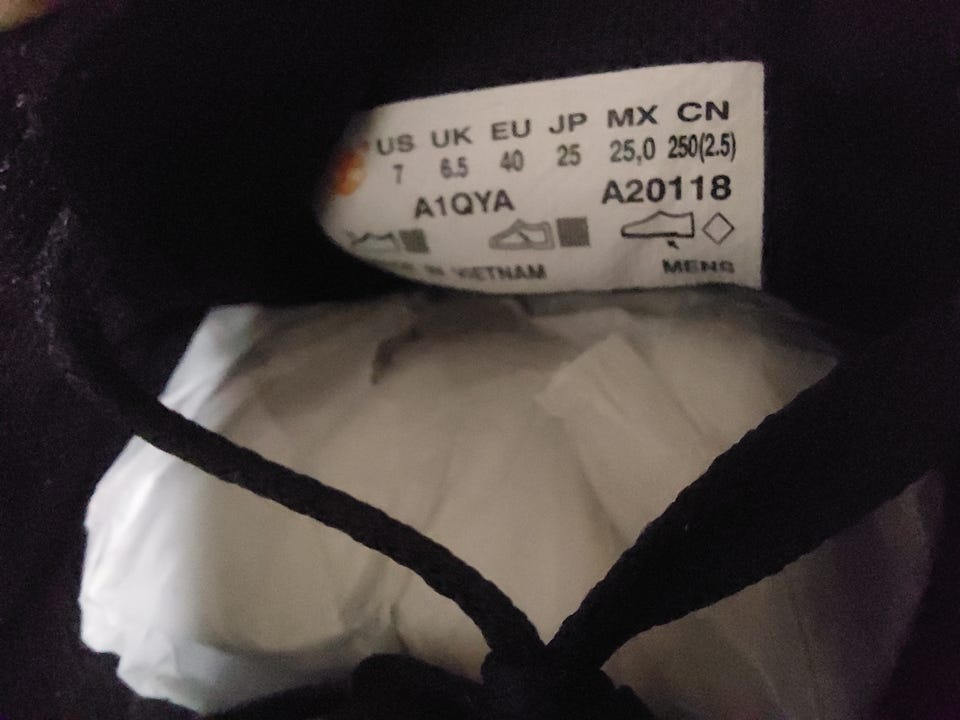 US UK EU JP MX CN
7 6.5 40 25 25,0 250(2.5)
A1QYA A20118
IN VIETNAM MENS